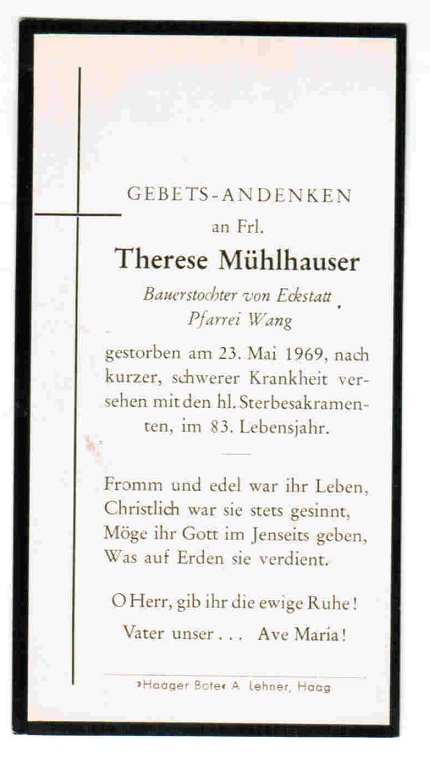 GEBETS-ANDENKEN
an Frl.
Therese Mühlhauser
Bauerstochter von Eckstatt,
Pfarrei Wang
gestorben am 23. Mai 1969, nach
kurzer, schwerer Krankheit ver-
sehen mit den hl. Sterbesakramen-
ten, im 83. Lebensjahr.
Fromm und edel war ihr Leben,
Christlich war sie stets gesinnt,
Möge ihr Gott im Jenseits geben,
Was auf Erden sie verdient.
O Herr, gib ihr die ewige Ruhe!
Vater unser . . . Ave Maria!
»Haager Bote« A. Lehner, Haag